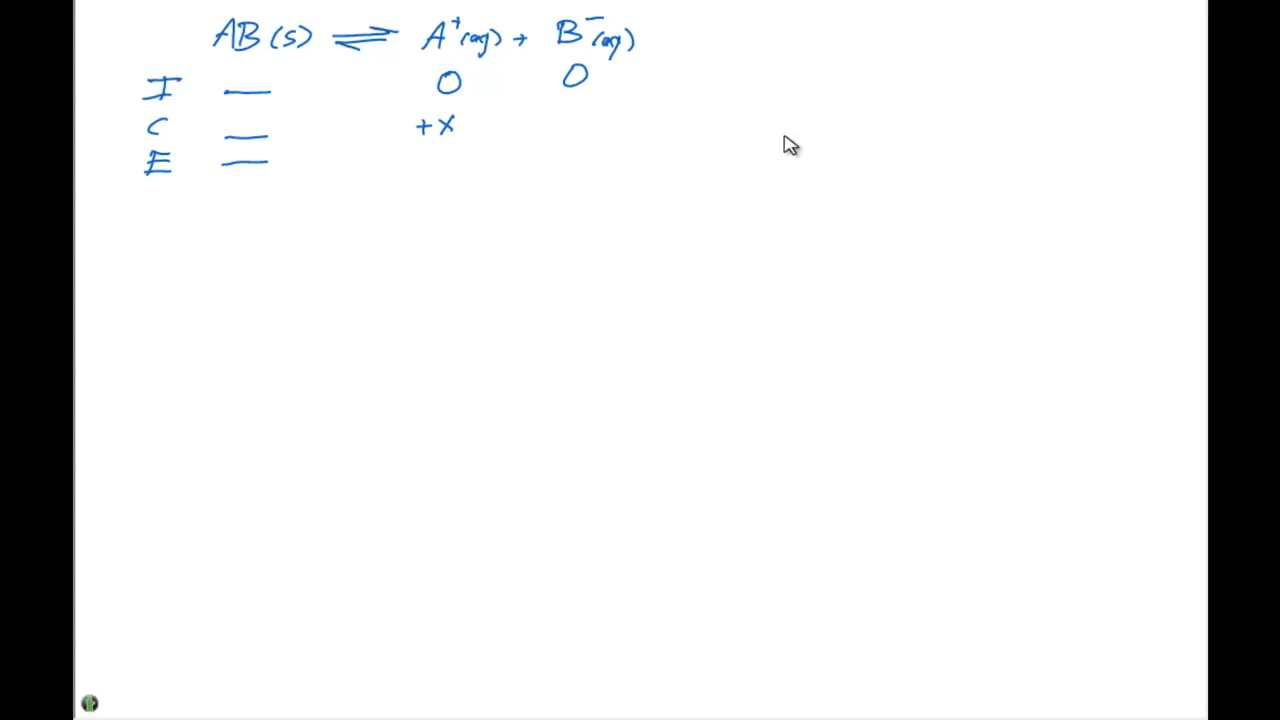 AB(s) ⇌ A⁺(aq) + B⁻(aq)
I — 0 0
C — +x
E —